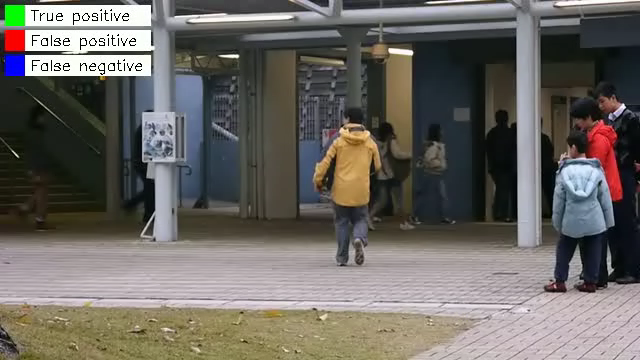 True positive
False positive
False negative